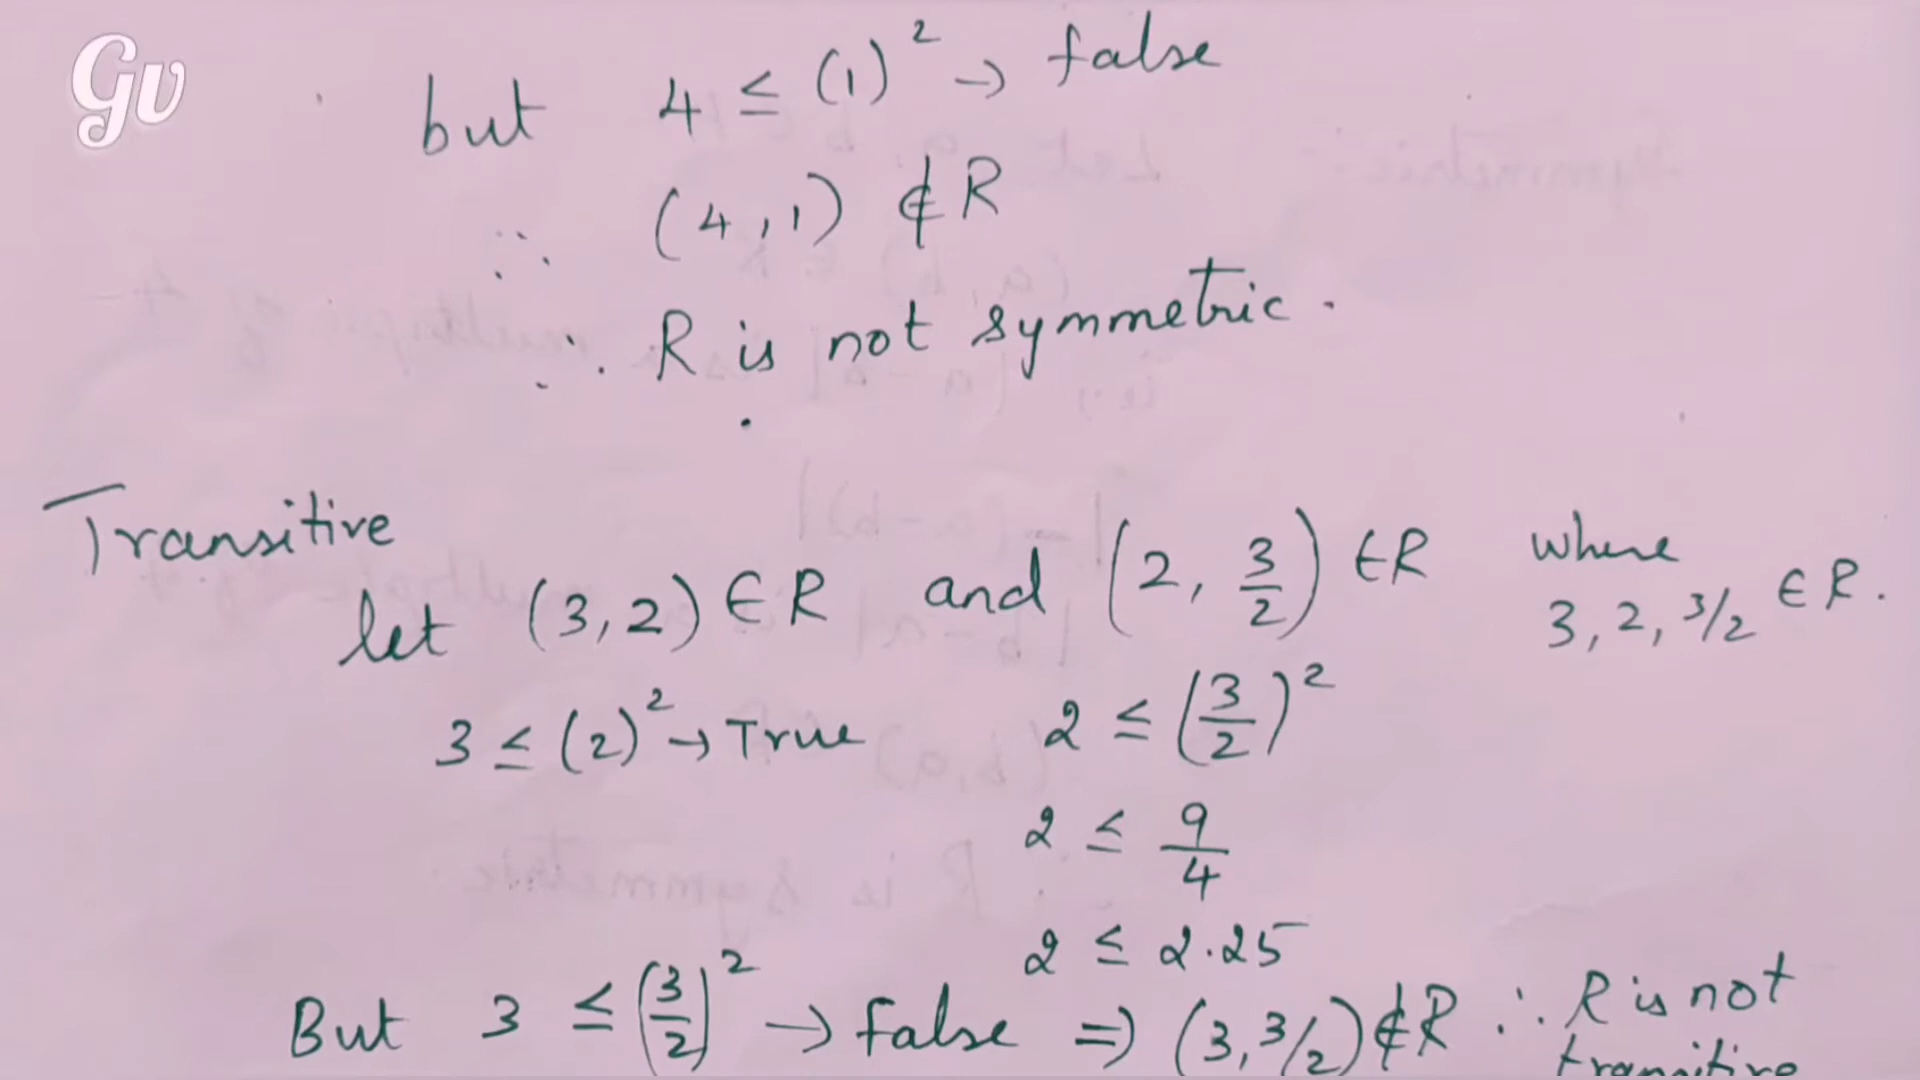 Gv
but 4 ≤ (1)² → false
(4,1) ∉ R
∴ R is not symmetric.
Transitive
let (3,2) ∈ R and (2, 3/2) ∈ R where
3, 2, 3/2 ∈ R.
3 ≤ (2)² → True 2 ≤ (3/2)²
2 ≤ 9/4
2 ≤ 2.25
But 3 ≤ (3/2)² → false ⇒ (3, 3/2) ∉ R ∴ R is not
transitive